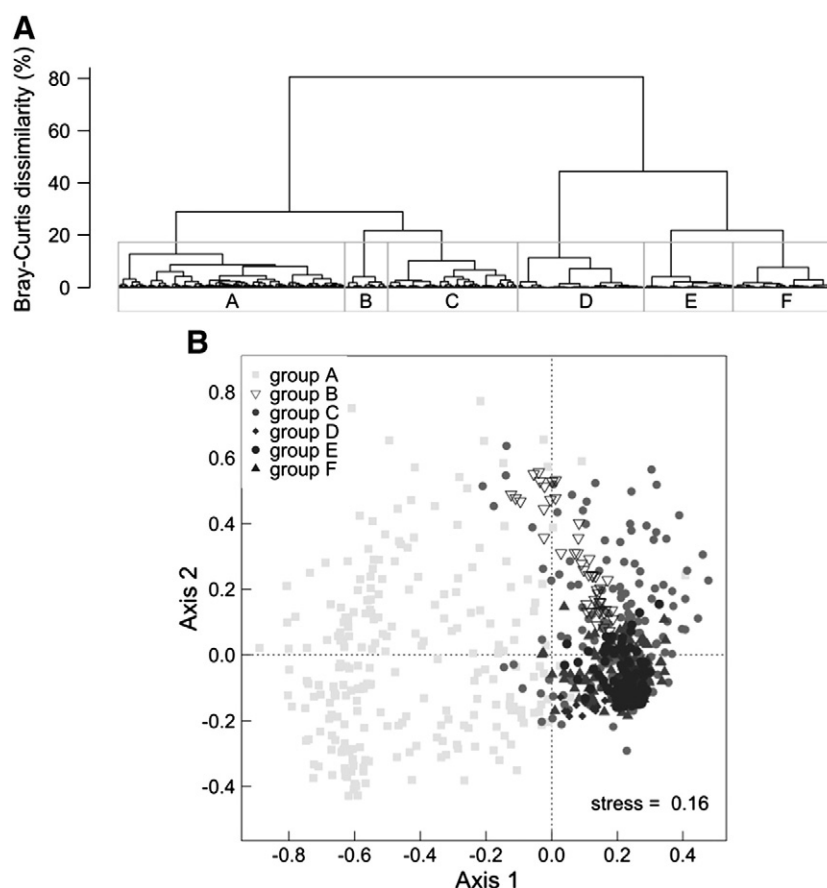 A
Bray-Curtis dissimilarity (%)
80
60
40
20
0
A B C D E F
B
group A
group B
group C
group D
group E
group F
Axis 2
0.8
0.6
0.4
0.2
0.0
-0.2
-0.4
stress = 0.16
-0.8 -0.6 -0.4 -0.2 0.0 0.2 0.4
Axis 1